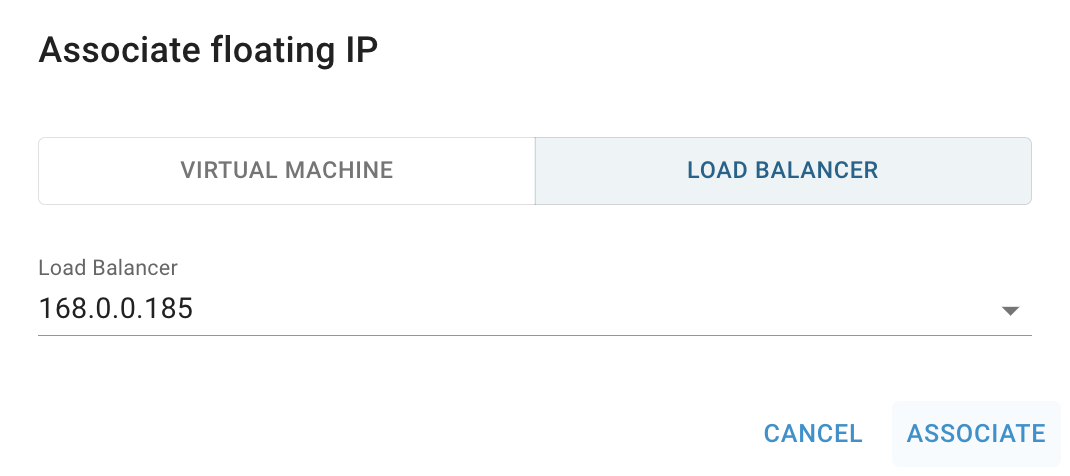 Associate floating IP
VIRTUAL MACHINE
LOAD BALANCER
Load Balancer
168.0.0.185
CANCEL
ASSOCIATE